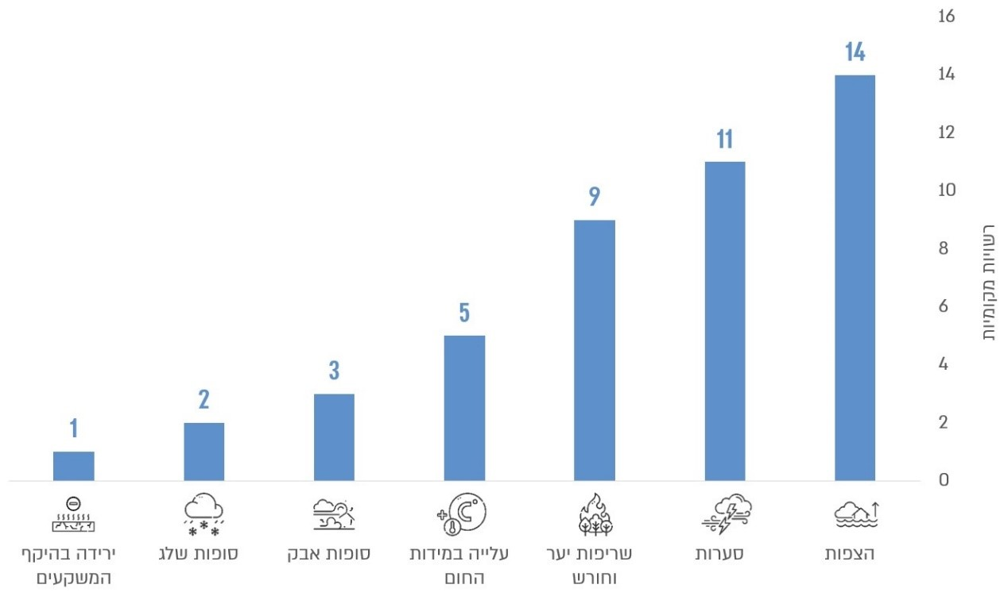 16
14
12
10
8
6
4
2
0
רשויות מקומיות
14
11
9
5
3
2
1
הצפות
סערות
שריפות יער
וחורש
עלייה במידות
החום
סופות אבק
סופות שלג
ירידה בהיקף
המשקעים